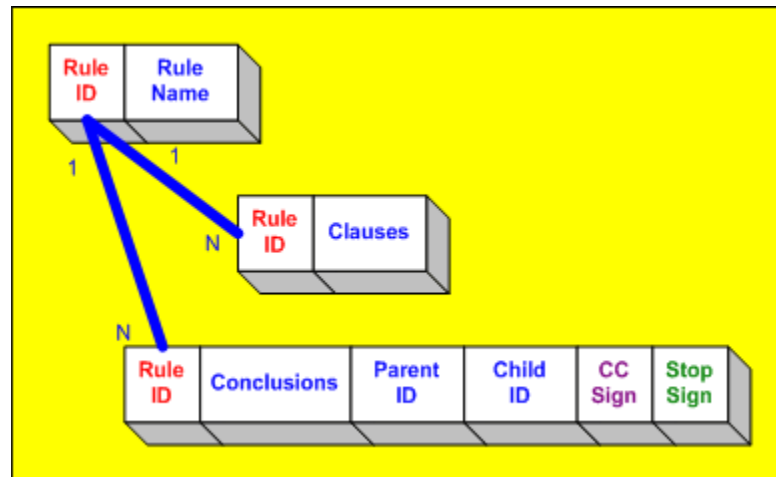 Rule Rule
ID Name
1
1
Rule Clauses
ID
N
N
Rule Conclusions Parent Child CC Stop
ID ID ID Sign Sign